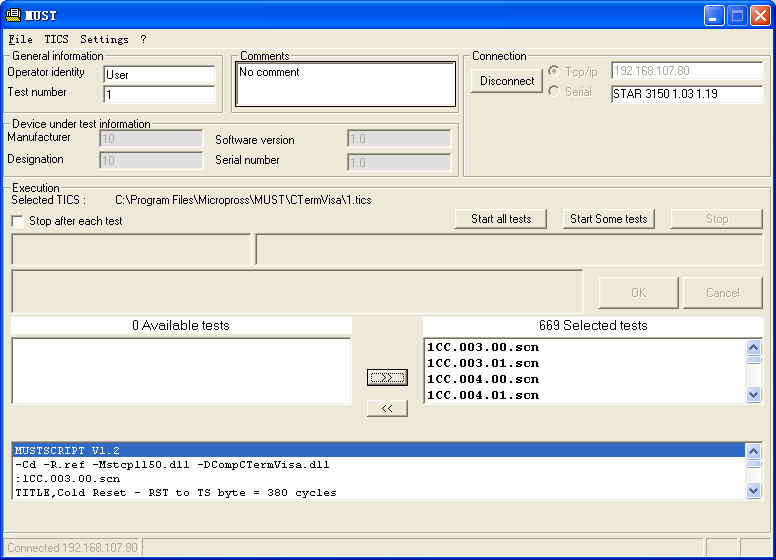 MUST
File TICS Settings ?
General information
Operator identity User
Test number 1
Comments
No comment
Connection
Disconnect
Tcp/ip 192.168.107.80
Serial STAR 3150 1.03 1.19
Device under test information
Manufacturer 10 Software version 1.0
Designation 10 Serial number 1.0
Execution
Selected TICS : C:\Program Files\Micropross\MUST\CTermVisa\1.tics
Stop after each test
Start all tests Start Some tests Stop
OK Cancel
0 Available tests
669 Selected tests
1CC.003.00.scn
1CC.003.01.scn
1CC.004.00.scn
1CC.004.01.scn
>>
<<
MUSTSCRIPT V1.2
-Cd -R.ref -Mstcp1150.dll -DCompCTermVisa.dll
:1CC.003.00.scn
TITLE,Cold Reset - RST to TS byte = 380 cycles
Connected 192.168.107.80